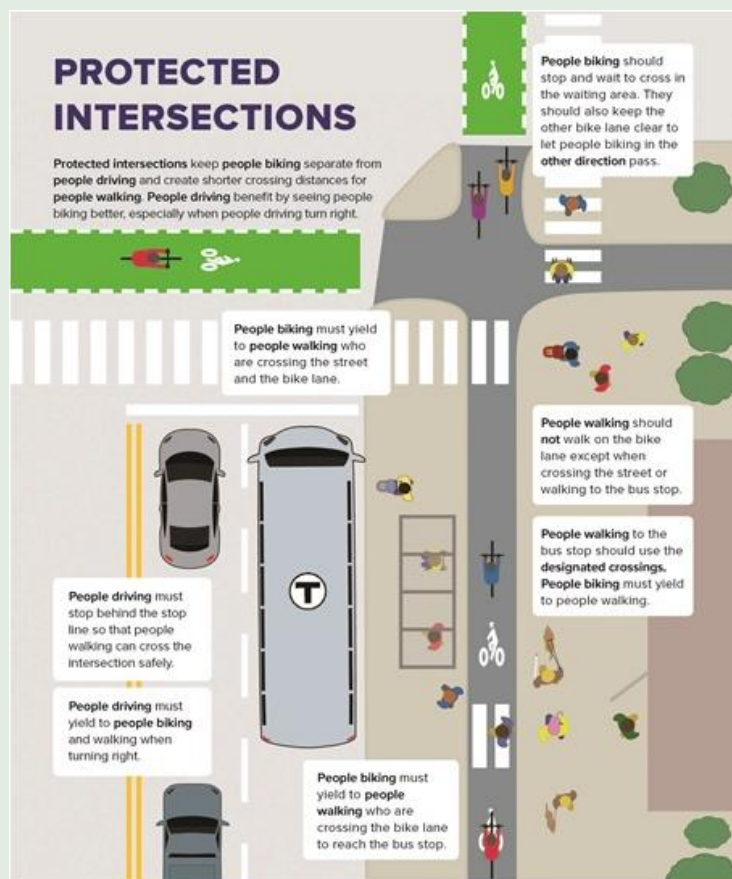 PROTECTED
INTERSECTIONS
Protected intersections keep people biking separate from
people driving and create shorter crossing distances for
people walking. People driving benefit by seeing people
biking better, especially when people driving turn right.
People biking should
stop and wait to cross in
the waiting area. They
should also keep the
other bike lane clear to
let people biking in the
other direction pass.
People biking must yield
to people walking who
are crossing the street
and the bike lane.
People walking should
not walk on the bike
lane except when
crossing the street or
walking to the bus stop.
People walking to the
bus stop should use the
designated crossings.
People biking must yield
to people walking.
T
People driving must
stop behind the stop
line so that people
walking can cross the
intersection safely.
People driving must
yield to people biking
and walking when
turning right.
People biking must
yield to people
walking who are
crossing the bike lane
to reach the bus stop.